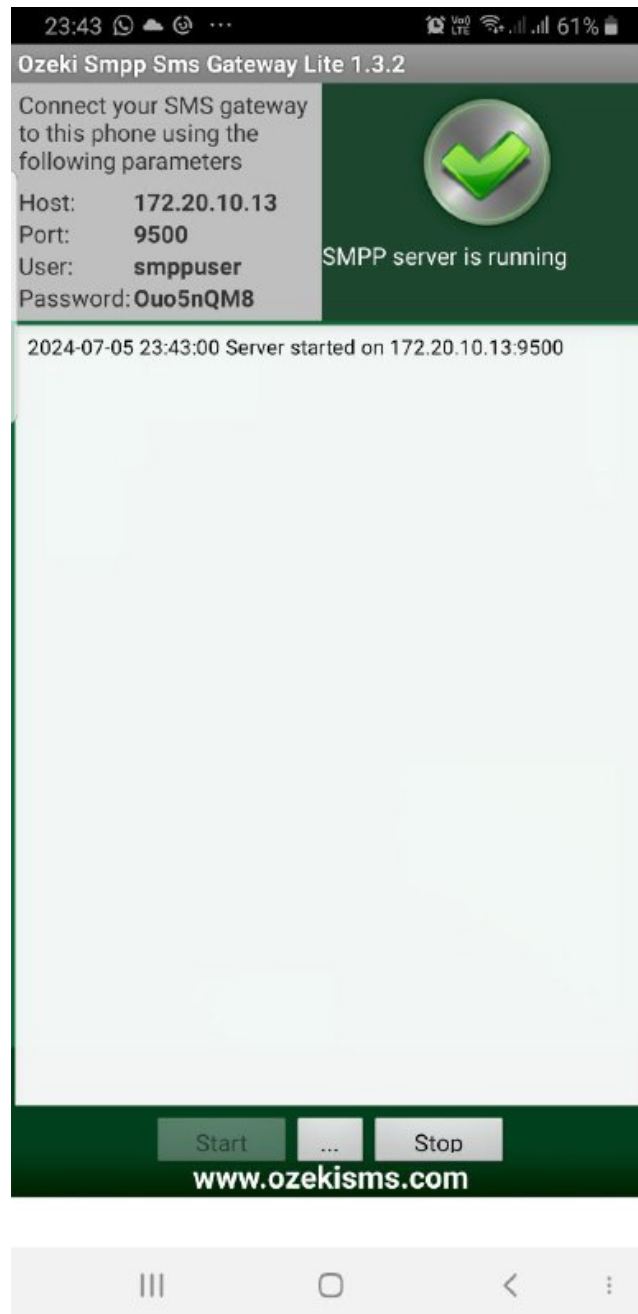 23:43 ... Vo)) LTE 61%
Ozeki Smpp Sms Gateway Lite 1.3.2
Connect your SMS gateway
to this phone using the
following parameters
Host: 172.20.10.13
Port: 9500
User: smppuser
Password: Ouo5nQM8
SMPP server is running
2024-07-05 23:43:00 Server started on 172.20.10.13:9500
Start ... Stop
www.ozekisms.com